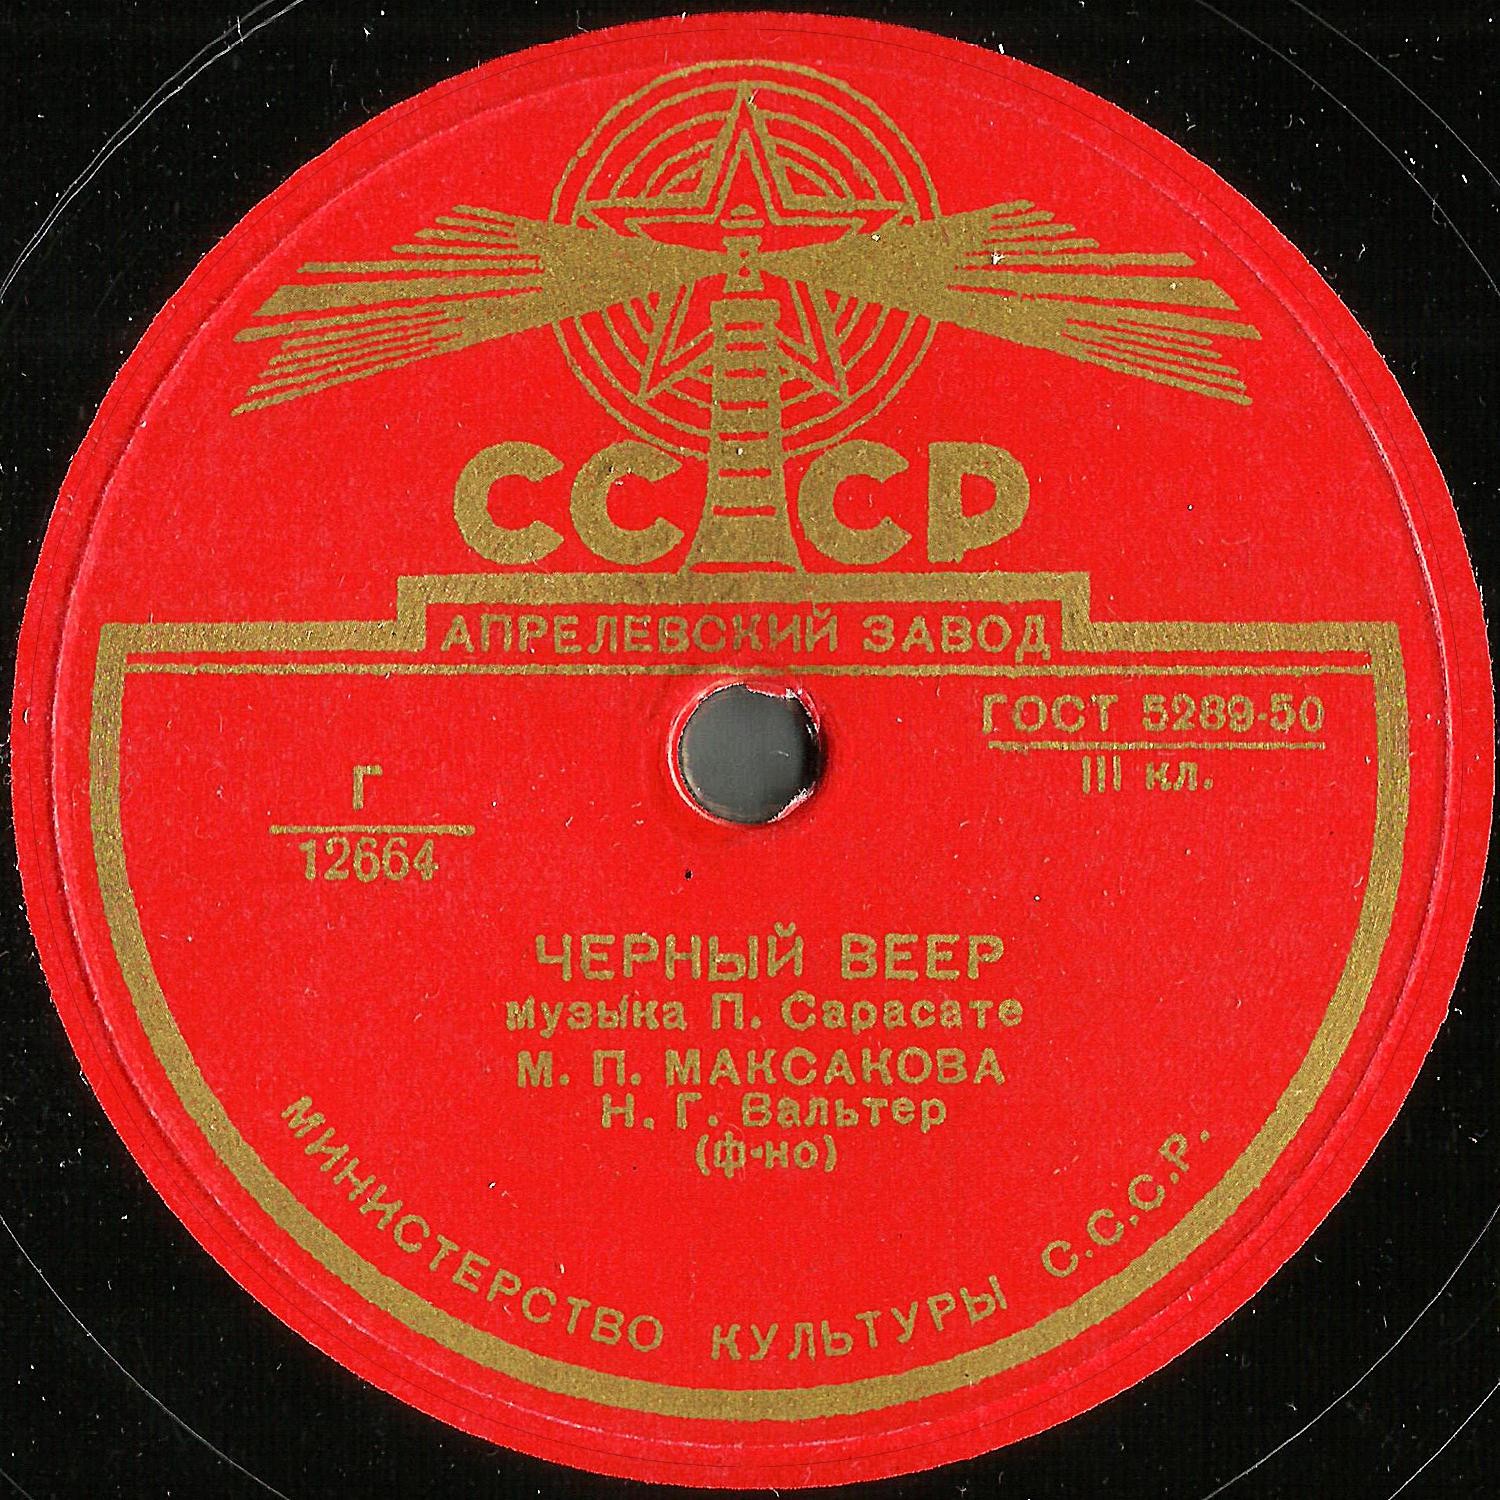 СССР
АПРЕЛЕВСКИЙ ЗАВОД
ГОСТ 5289-50
III кл.
Г
12664
ЧЕРНЫЙ ВЕЕР
музыка П. Сарасате
М. П. МАКСАКОВА
Н. Г. Вальтер
(ф-но)
МИНИСТЕРСТВО КУЛЬТУРЫ С.С.С.Р.